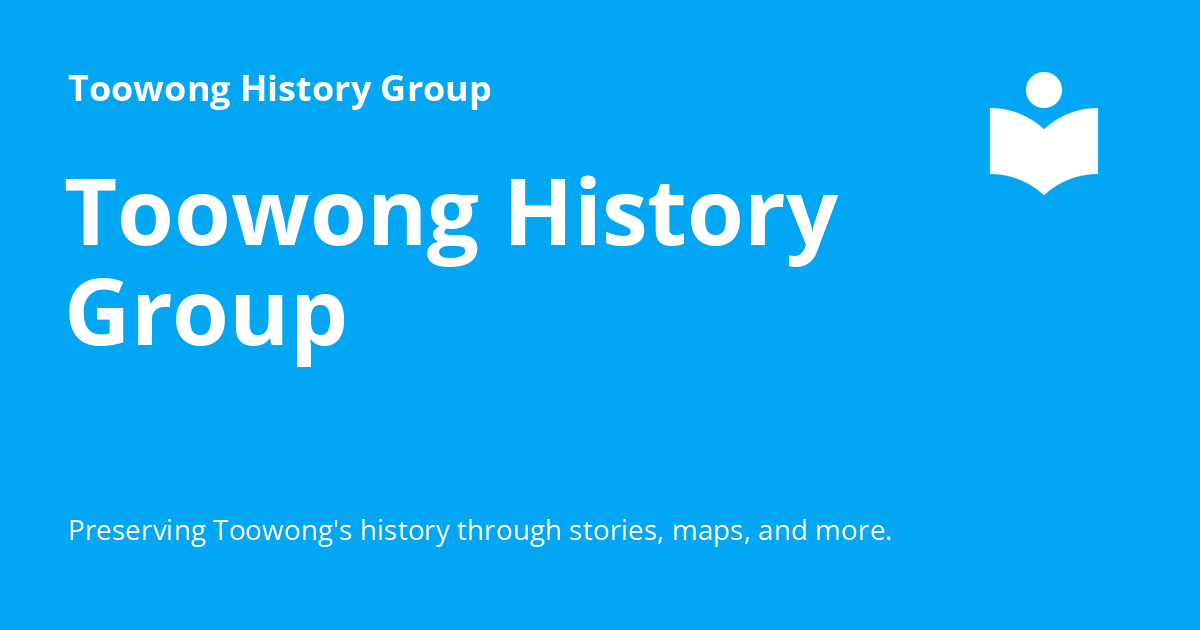 Toowong History Group
Toowong History
Group
Preserving Toowong's history through stories, maps, and more.